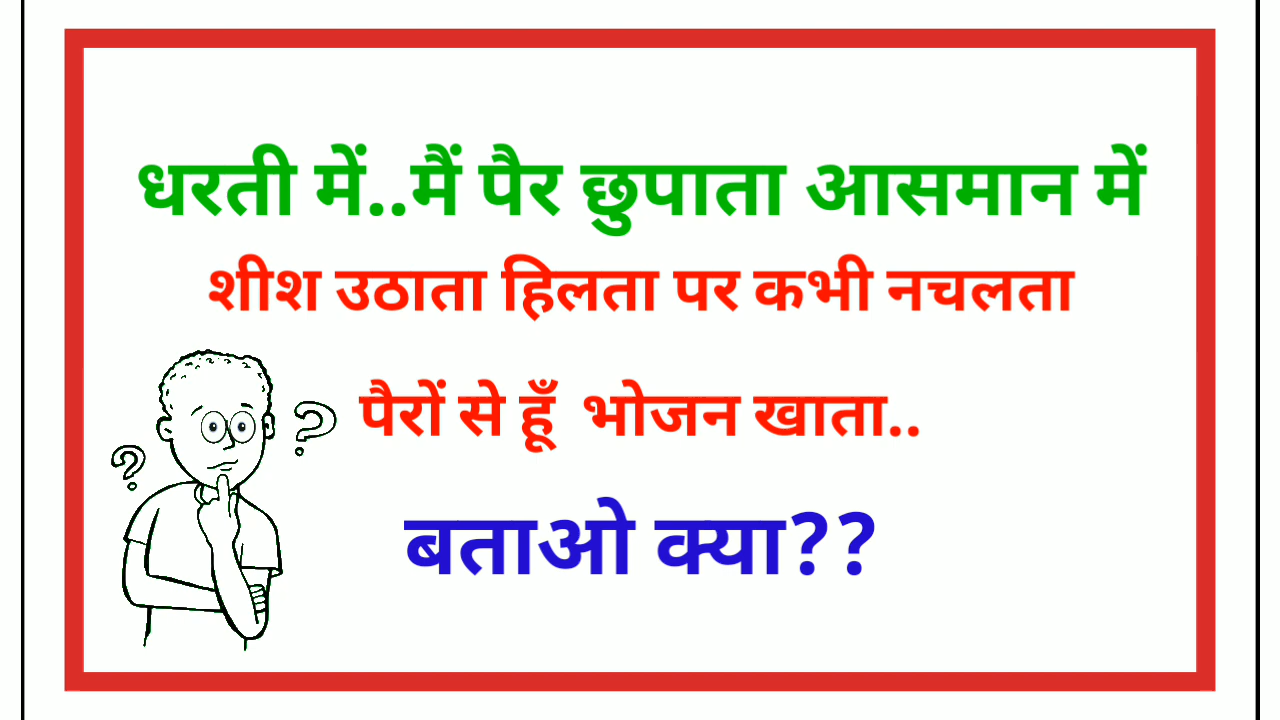 धरती में..मैं पैर छुपाता आसमान में
शीश उठाता हिलता पर कभी नचलता
पैरों से हूँ भोजन खाता..
बताओ क्या??
? ?